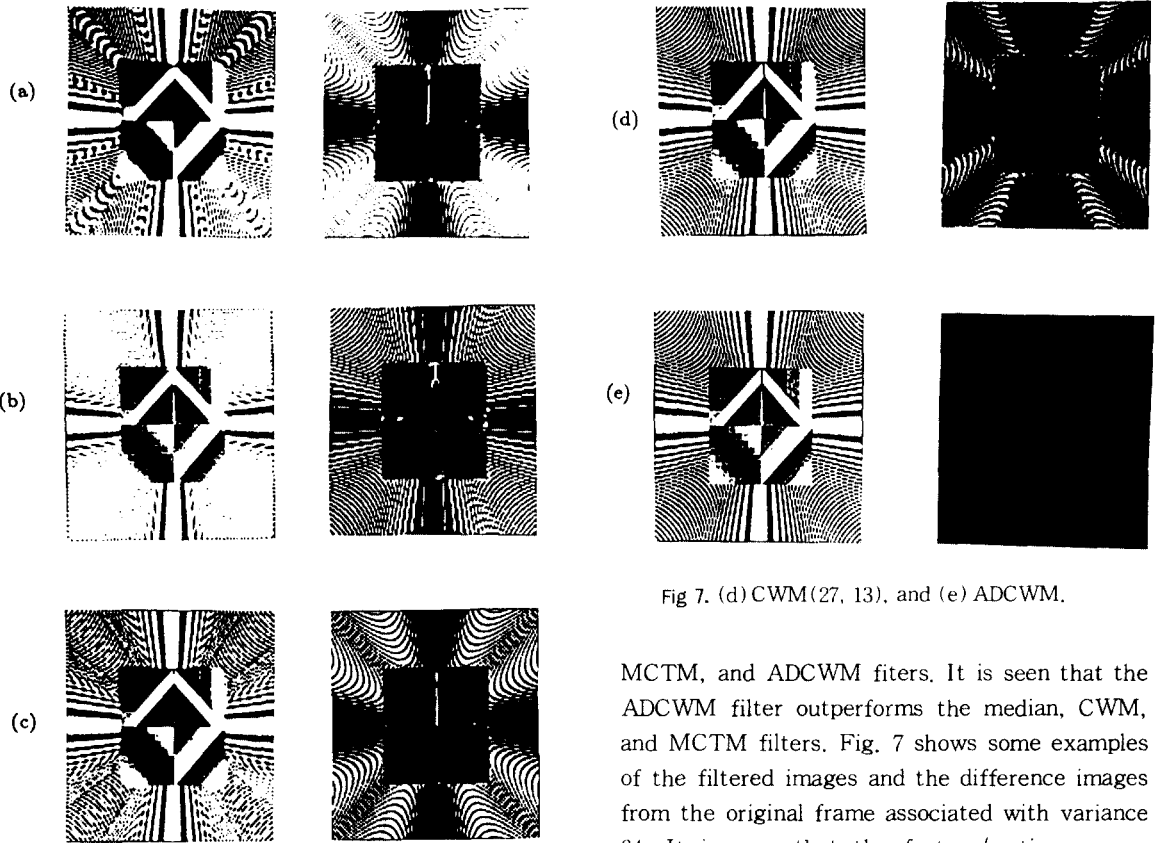 (a)
(b)
(c)
(d)
(e)
Fig 7. (d) CWM(27, 13), and (e) ADCWM.
MCTM, and ADCWM fiters. It is seen that the
ADCWM filter outperforms the median, CWM,
and MCTM filters. Fig. 7 shows some examples
of the filtered images and the difference images
from the original frame associated with variance